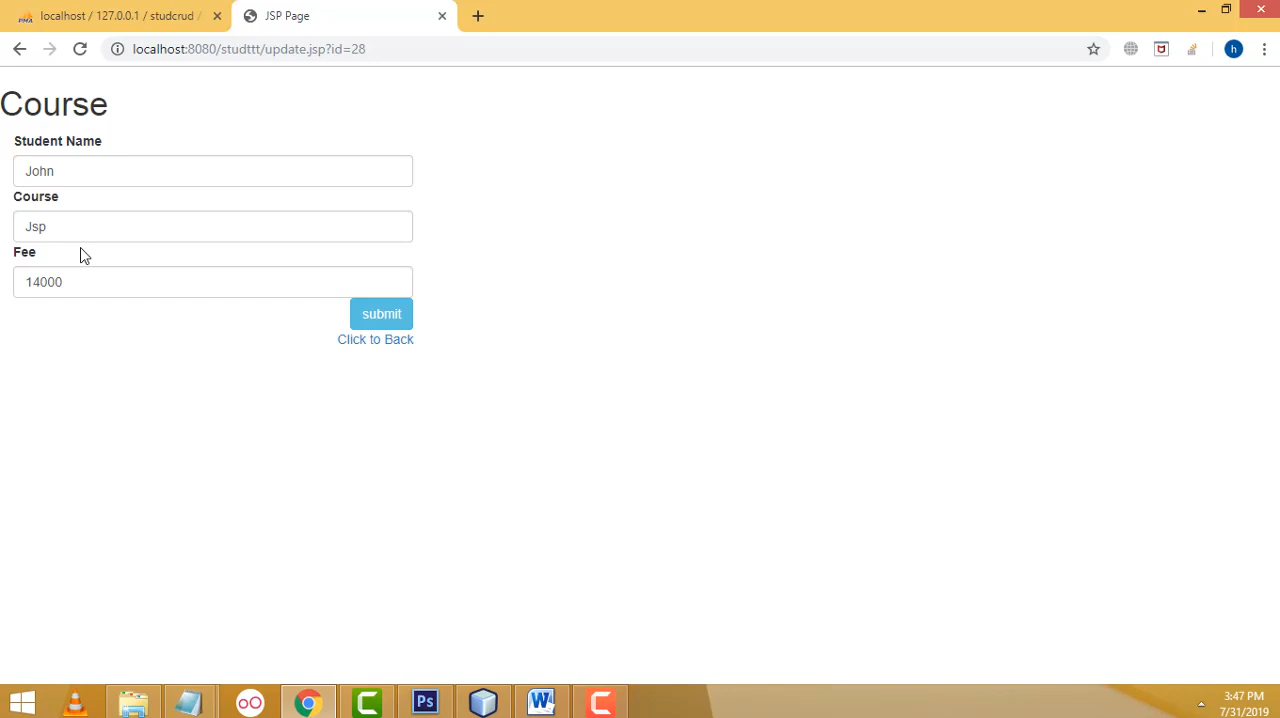 localhost / 127.0.0.1 / studcrud /
JSP Page
localhost:8080/studttt/update.jsp?id=28
h
Course
Student Name
John
Course
Jsp
Fee
14000
submit
Click to Back
Ps
W
3:47 PM
7/31/2019